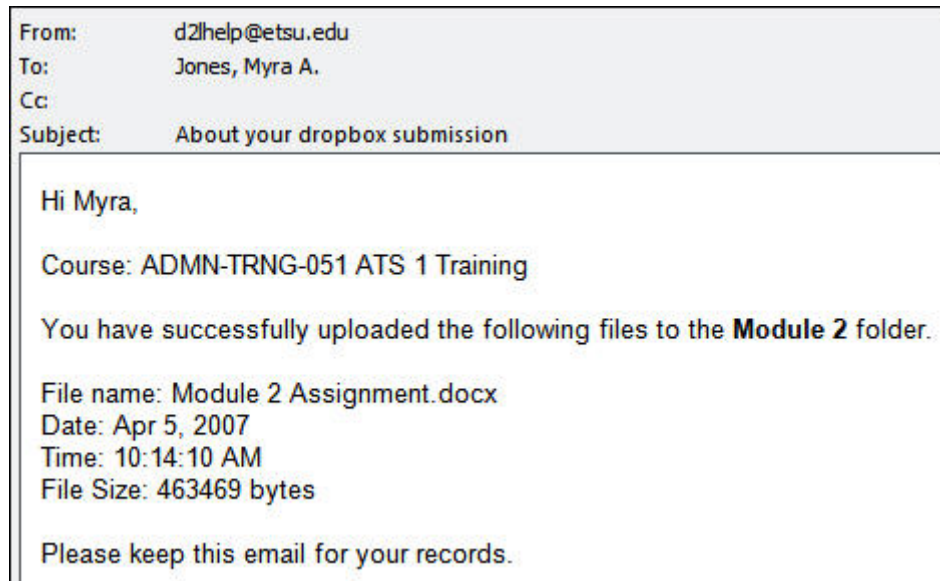 From: d2lhelp@etsu.edu
To: Jones, Myra A.
Cc:
Subject: About your dropbox submission
Hi Myra,
Course: ADMN-TRNG-051 ATS 1 Training
You have successfully uploaded the following files to the Module 2 folder.
File name: Module 2 Assignment.docx
Date: Apr 5, 2007
Time: 10:14:10 AM
File Size: 463469 bytes
Please keep this email for your records.